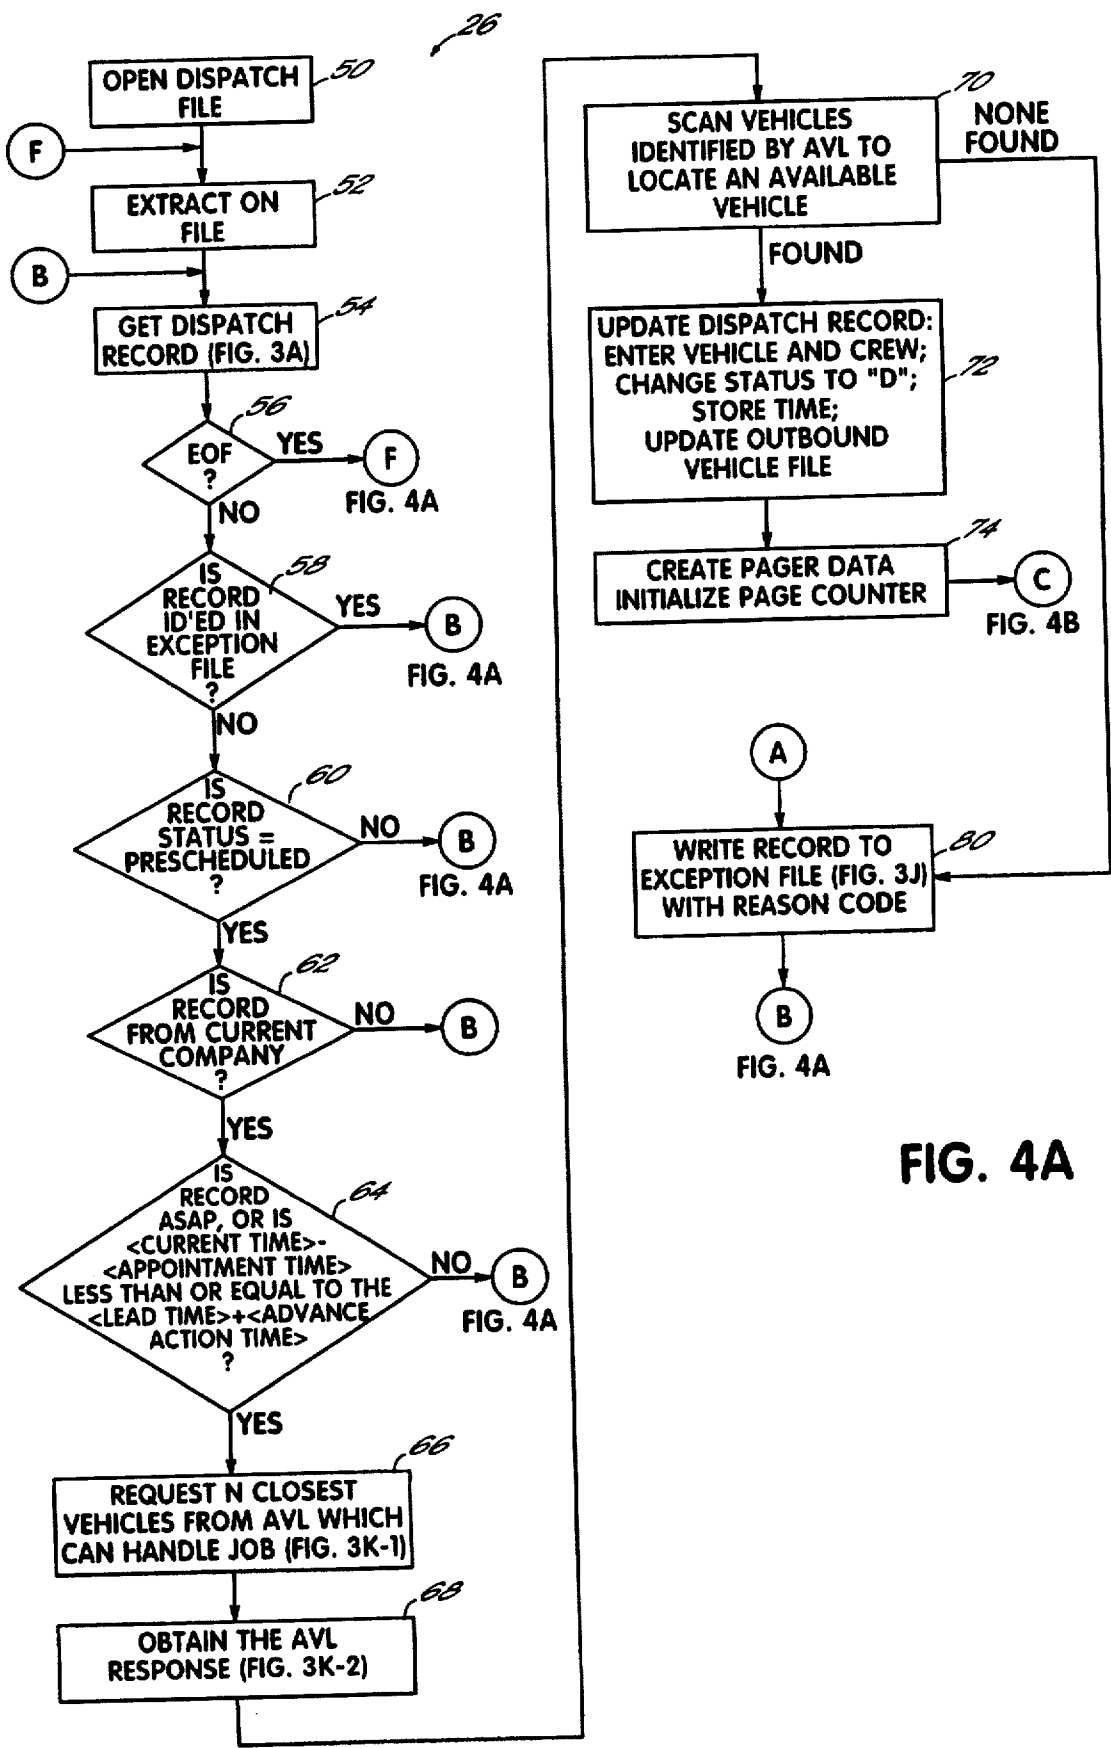 26
OPEN DISPATCH
FILE
50
F
EXTRACT ON
FILE
52
B
GET DISPATCH
RECORD (FIG. 3A)
54
EOF
?
56
YES
F
FIG. 4A
NO
IS
RECORD
ID'ED IN
EXCEPTION
FILE
?
58
YES
B
FIG. 4A
NO
IS
RECORD
STATUS =
PRESCHEDULED
?
60
NO
B
FIG. 4A
YES
IS
RECORD
FROM CURRENT
COMPANY
?
62
NO
B
YES
IS
RECORD
ASAP, OR IS
<CURRENT TIME>-
<APPOINTMENT TIME>
LESS THAN OR EQUAL TO THE
<LEAD TIME>+<ADVANCE
ACTION TIME>
?
64
NO
B
FIG. 4A
YES
REQUEST N CLOSEST
VEHICLES FROM AVL WHICH
CAN HANDLE JOB (FIG. 3K-1)
66
OBTAIN THE AVL
RESPONSE (FIG. 3K-2)
68
SCAN VEHICLES
IDENTIFIED BY AVL TO
LOCATE AN AVAILABLE
VEHICLE
70
NONE
FOUND
FOUND
UPDATE DISPATCH RECORD:
ENTER VEHICLE AND CREW;
CHANGE STATUS TO "D";
STORE TIME;
UPDATE OUTBOUND
VEHICLE FILE
72
CREATE PAGER DATA
INITIALIZE PAGE COUNTER
74
C
FIG. 4B
A
WRITE RECORD TO
EXCEPTION FILE (FIG. 3J)
WITH REASON CODE
80
B
FIG. 4A
FIG. 4A